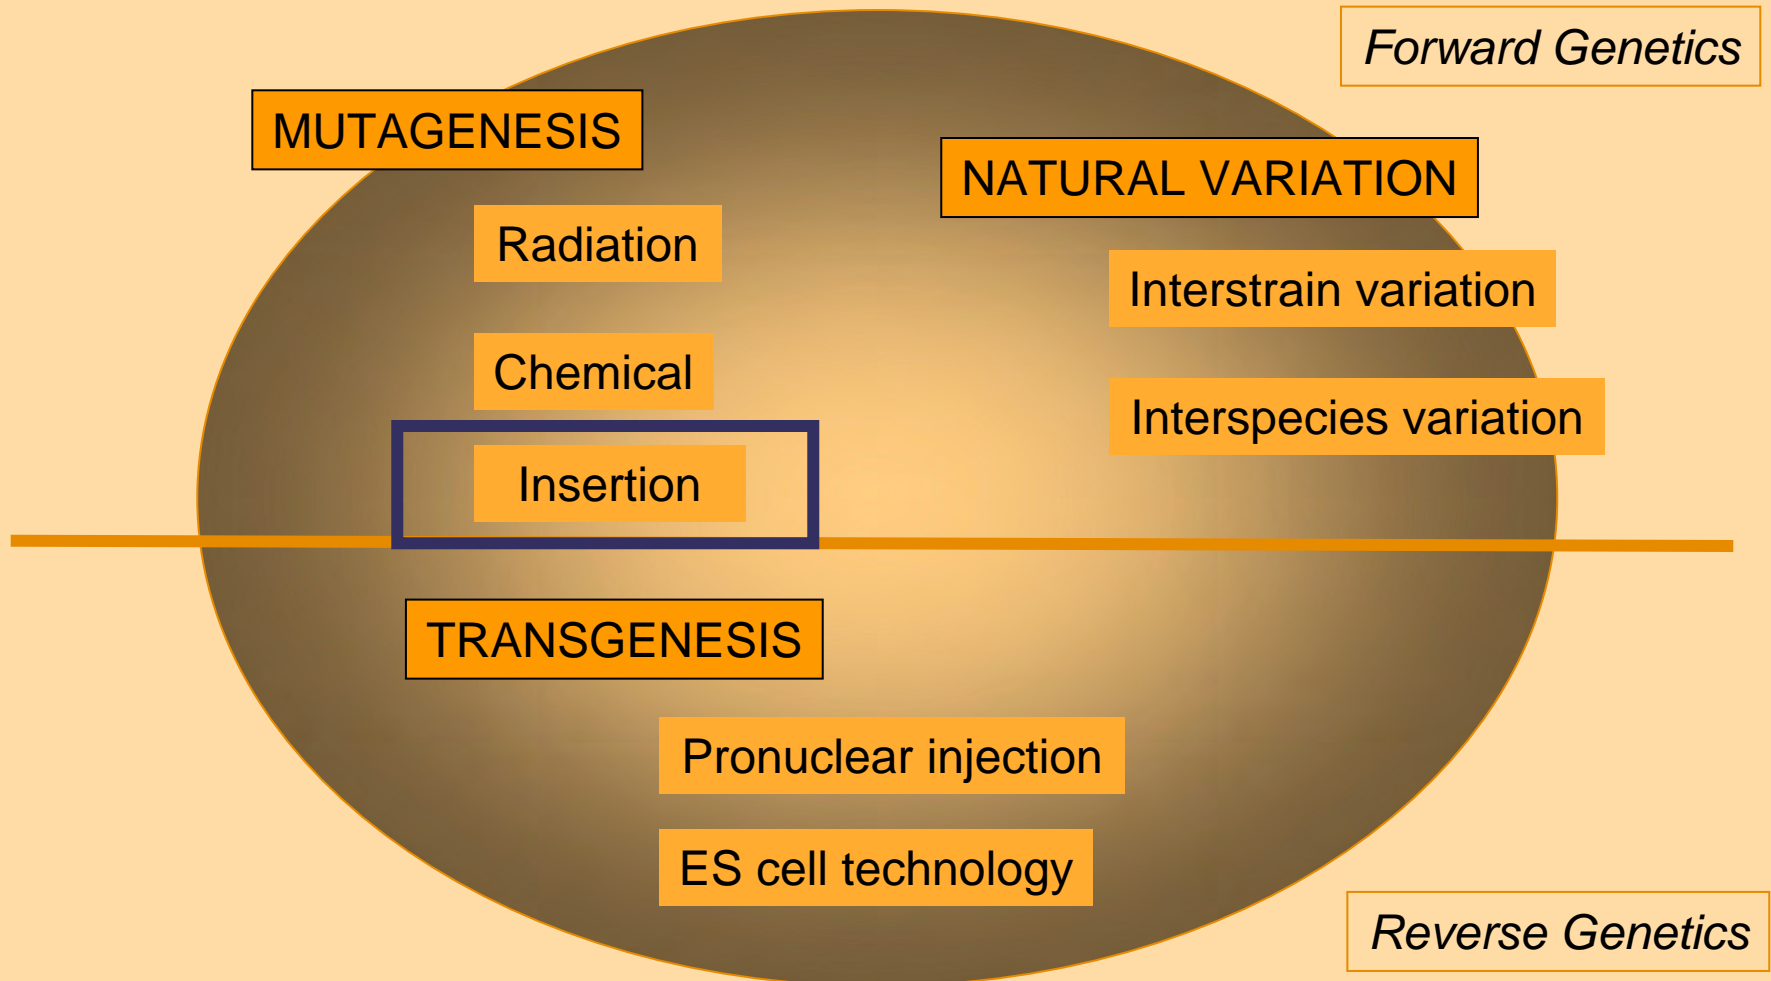 Forward Genetics
MUTAGENESIS
NATURAL VARIATION
Radiation
Interstrain variation
Chemical
Interspecies variation
Insertion
TRANSGENESIS
Pronuclear injection
ES cell technology
Reverse Genetics